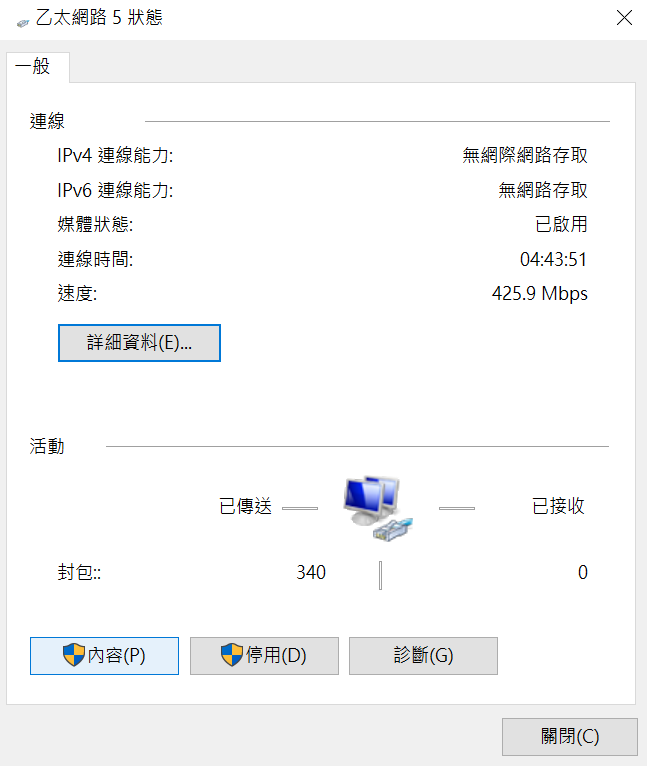 乙太網路 5 狀態
一般
連線
IPv4 連線能力: 無網際網路存取
IPv6 連線能力: 無網路存取
媒體狀態: 已啟用
連線時間: 04:43:51
速度: 425.9 Mbps
詳細資料(E)...
活動
已傳送 已接收
封包:: 340 0
內容(P) 停用(D) 診斷(G)
關閉(C)